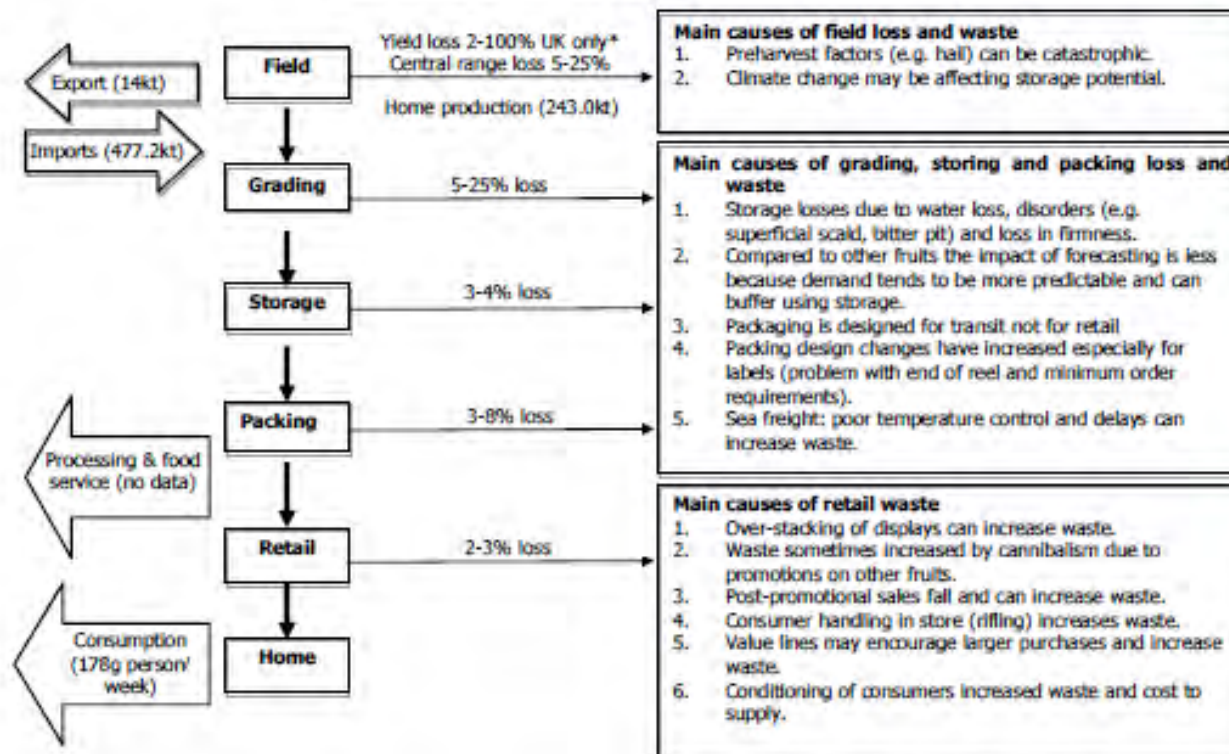 Export (14kt)
Imports (477.2kt)
Field
Yield loss 2-100% UK only*
Central range loss 5-25%
Home production (243.0kt)
Main causes of field loss and waste
1. Preharvest factors (e.g. hail) can be catastrophic.
2. Climate change may be affecting storage potential.
Grading
5-25% loss
Storage
3-4% loss
Packing
3-8% loss
Main causes of grading, storing and packing loss and
waste
1. Storage losses due to water loss, disorders (e.g.
superficial scald, bitter pit) and loss in firmness.
2. Compared to other fruits the impact of forecasting is less
because demand tends to be more predictable and can
buffer using storage.
3. Packaging is designed for transit not for retail
4. Packing design changes have increased especially for
labels (problem with end of reel and minimum order
requirements).
5. Sea freight: poor temperature control and delays can
increase waste.
Processing & food
service (no data)
Retail
2-3% loss
Main causes of retail waste
1. Over-stacking of displays can increase waste.
2. Waste sometimes increased by cannibalism due to
promotions on other fruits.
3. Post-promotional sales fall and can increase waste.
4. Consumer handling in store (rifling) increases waste.
5. Value lines may encourage larger purchases and increase
waste.
6. Conditioning of consumers increased waste and cost to
supply.
Consumption
(178g person/
week)
Home